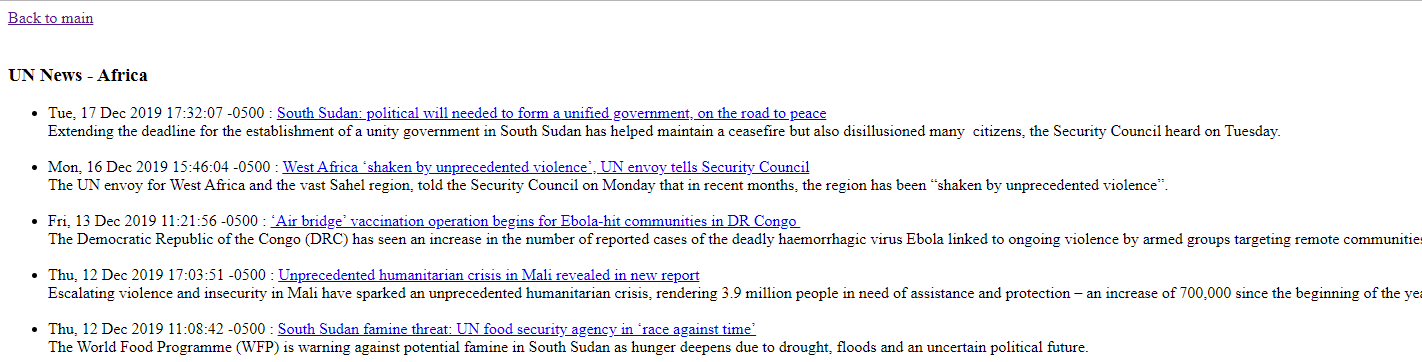 Back to main
UN News - Africa
Tue, 17 Dec 2019 17:32:07 -0500 : South Sudan: political will needed to form a unified government, on the road to peace
Extending the deadline for the establishment of a unity government in South Sudan has helped maintain a ceasefire but also disillusioned many  citizens, the Security Council heard on Tuesday.
Mon, 16 Dec 2019 15:46:04 -0500 : West Africa ‘shaken by unprecedented violence’, UN envoy tells Security Council
The UN envoy for West Africa and the vast Sahel region, told the Security Council on Monday that in recent months, the region has been “shaken by unprecedented violence”.
Fri, 13 Dec 2019 11:21:56 -0500 : ‘Air bridge’ vaccination operation begins for Ebola-hit communities in DR Congo
The Democratic Republic of the Congo (DRC) has seen an increase in the number of reported cases of the deadly haemorrhagic virus Ebola linked to ongoing violence by armed groups targeting remote communities
Thu, 12 Dec 2019 17:03:51 -0500 : Unprecedented humanitarian crisis in Mali revealed in new report
Escalating violence and insecurity in Mali have sparked an unprecedented humanitarian crisis, rendering 3.9 million people in need of assistance and protection – an increase of 700,000 since the beginning of the yea
Thu, 12 Dec 2019 11:08:42 -0500 : South Sudan famine threat: UN food security agency in ‘race against time’
The World Food Programme (WFP) is warning against potential famine in South Sudan as hunger deepens due to drought, floods and an uncertain political future.